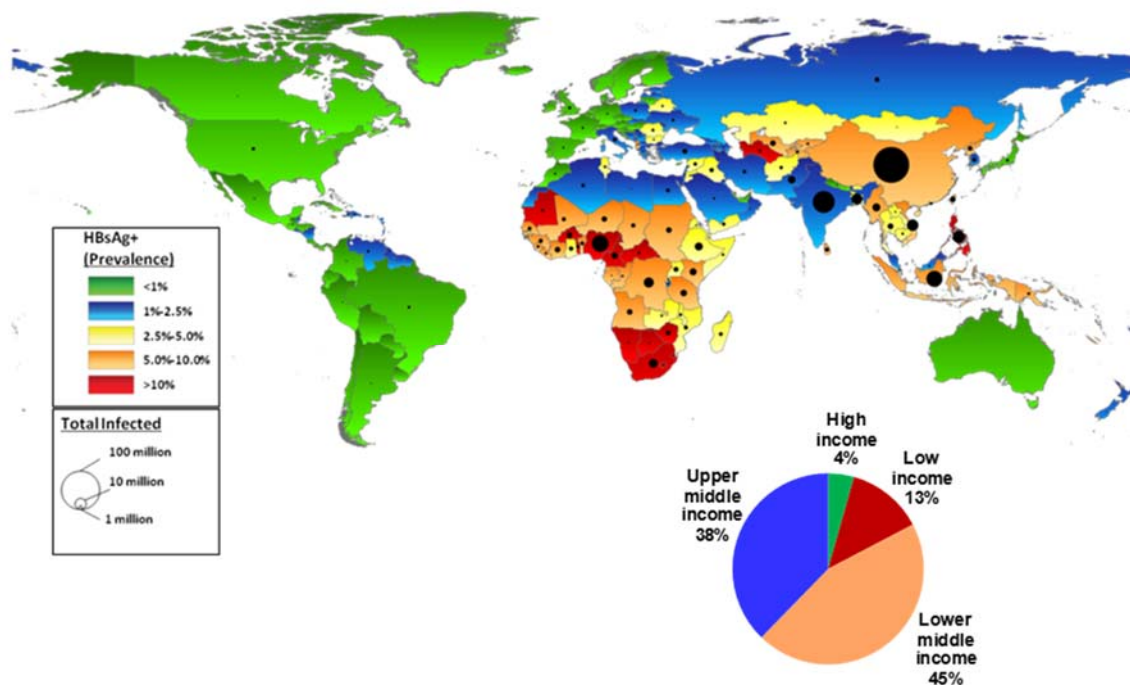 HBsAg+
(Prevalence)
<1%
1%-2.5%
2.5%-5.0%
5.0%-10.0%
>10%
Total Infected
100 million
10 million
1 million
High
income
4%
Low
income
13%
Upper
middle
income
38%
Lower
middle
income
45%